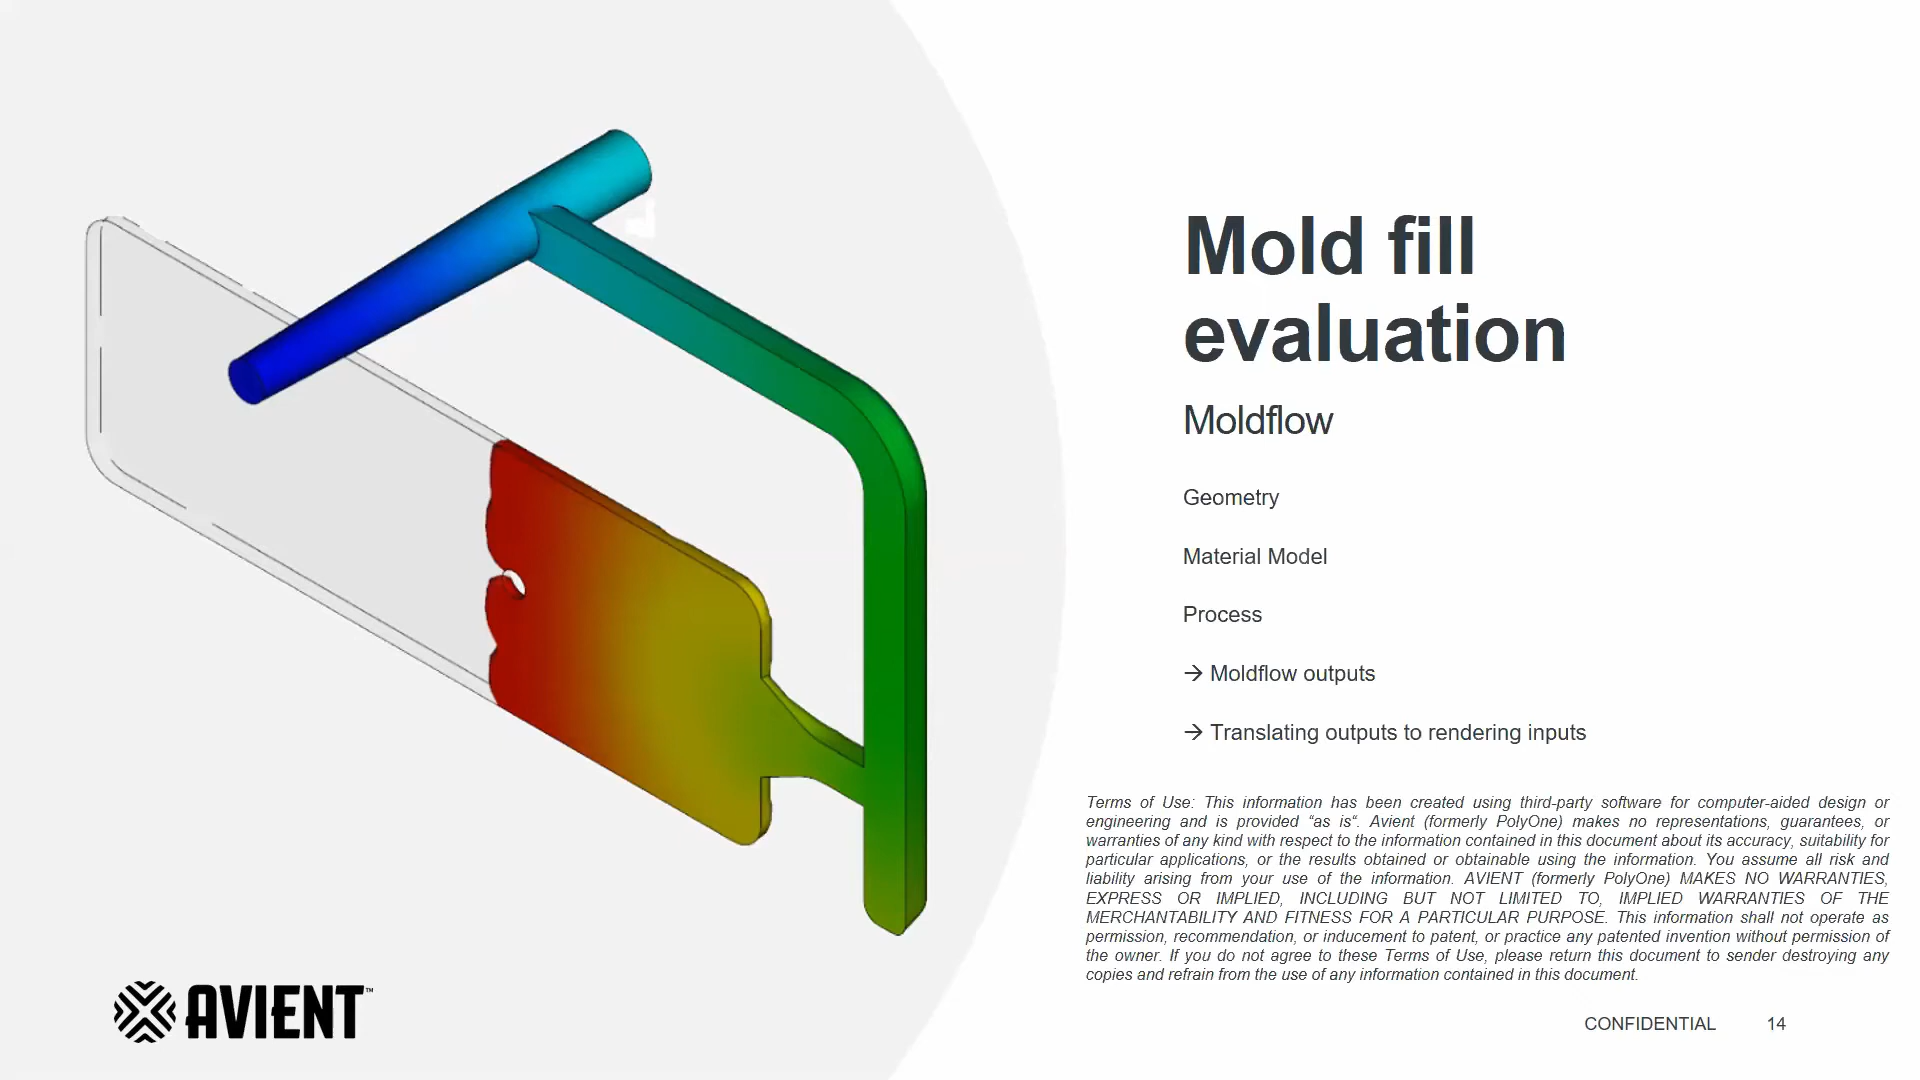 Mold fill
evaluation
Moldflow
Geometry
Material Model
Process
→ Moldflow outputs
→ Translating outputs to rendering inputs
Terms of Use: This information has been created using third-party software for computer-aided design or
engineering and is provided "as is". Avient (formerly PolyOne) makes no representations, guarantees, or
warranties of any kind with respect to the information contained in this document about its accuracy, suitability for
particular applications, or the results obtained or obtainable using the information. You assume all risk and
liability arising from your use of the information. AVIENT (formerly PolyOne) MAKES NO WARRANTIES,
EXPRESS OR IMPLIED, INCLUDING BUT NOT LIMITED TO, IMPLIED WARRANTIES OF THE
MERCHANTABILITY AND FITNESS FOR A PARTICULAR PURPOSE. This information shall not operate as
permission, recommendation, or inducement to patent, or practice any patented invention without permission of
the owner. If you do not agree to these Terms of Use, please return this document to sender destroying any
copies and refrain from the use of any information contained in this document.
AVIENT™
CONFIDENTIAL 14